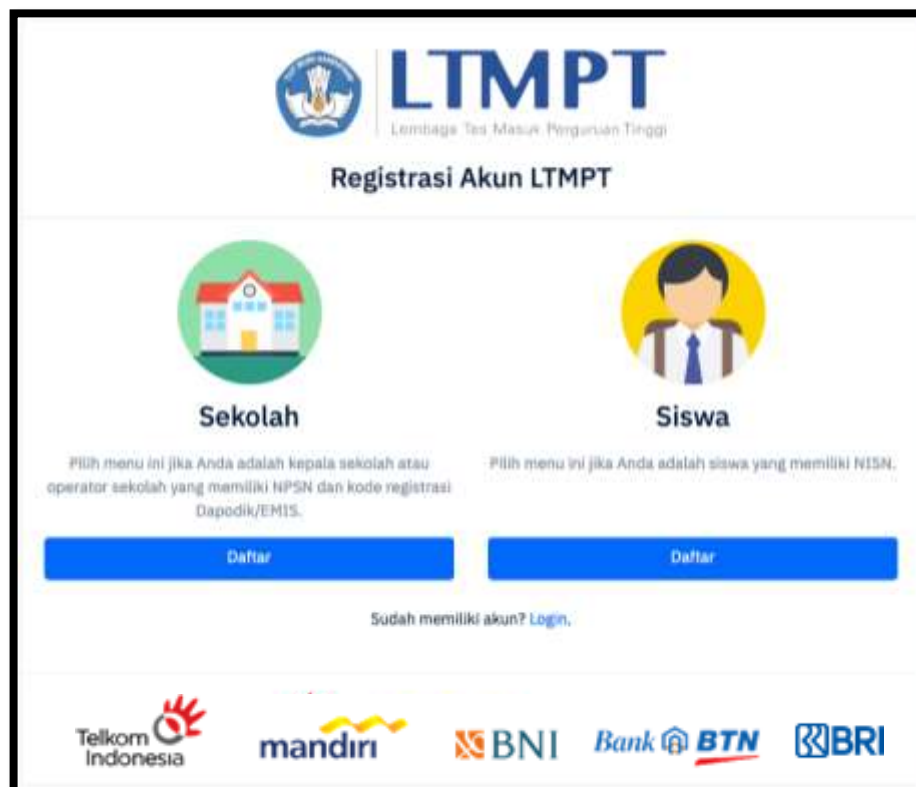 LTMPT
Lembaga Tes Masuk Perguruan Tinggi
Registrasi Akun LTMPT
Sekolah
Pilih menu ini jika Anda adalah kepala sekolah atau
operator sekolah yang memiliki NPSN dan kode registrasi
Dapodik/EMIS.
Daftar
Siswa
Pilih menu ini jika Anda adalah siswa yang memiliki NISN.
Daftar
Sudah memiliki akun? Login.
Telkom
Indonesia
mandiri
BNI
Bank BTN
BRI